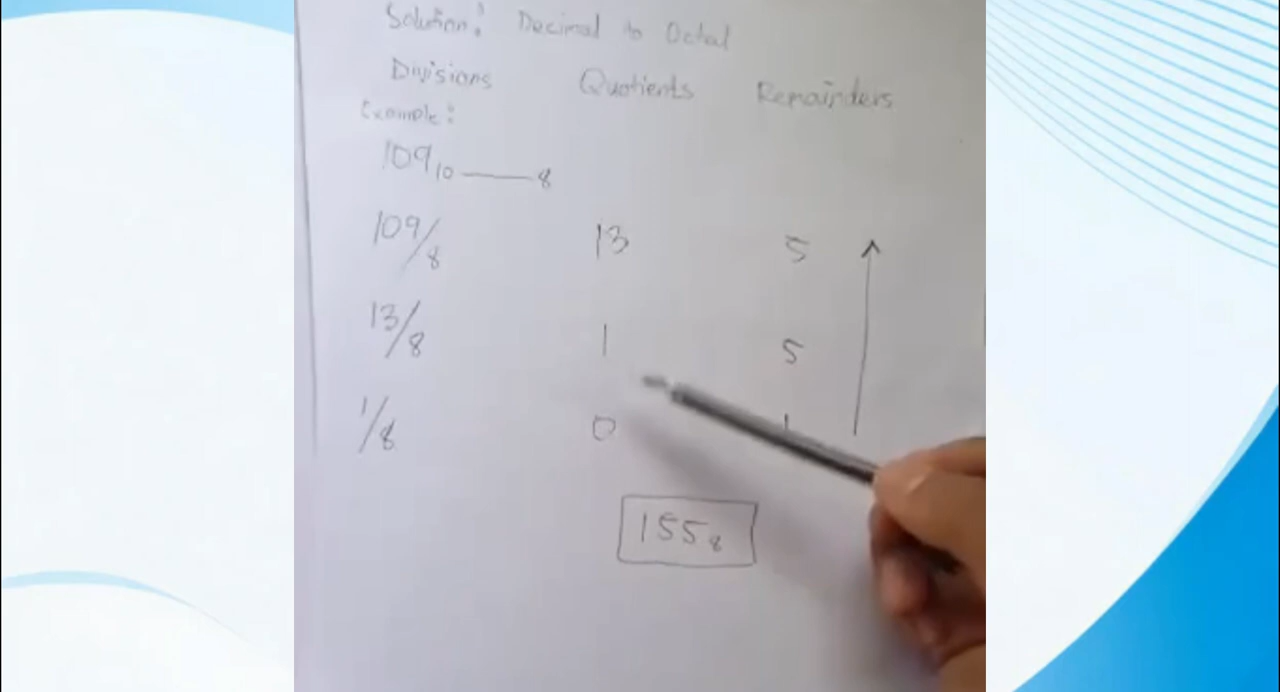 Solution: Decimal to Octal
Divisions Quotients Remainders
Example:
109₁₀ ——— 8
109/8 13 5
13/8 1 5
1/8 0 1
155₈